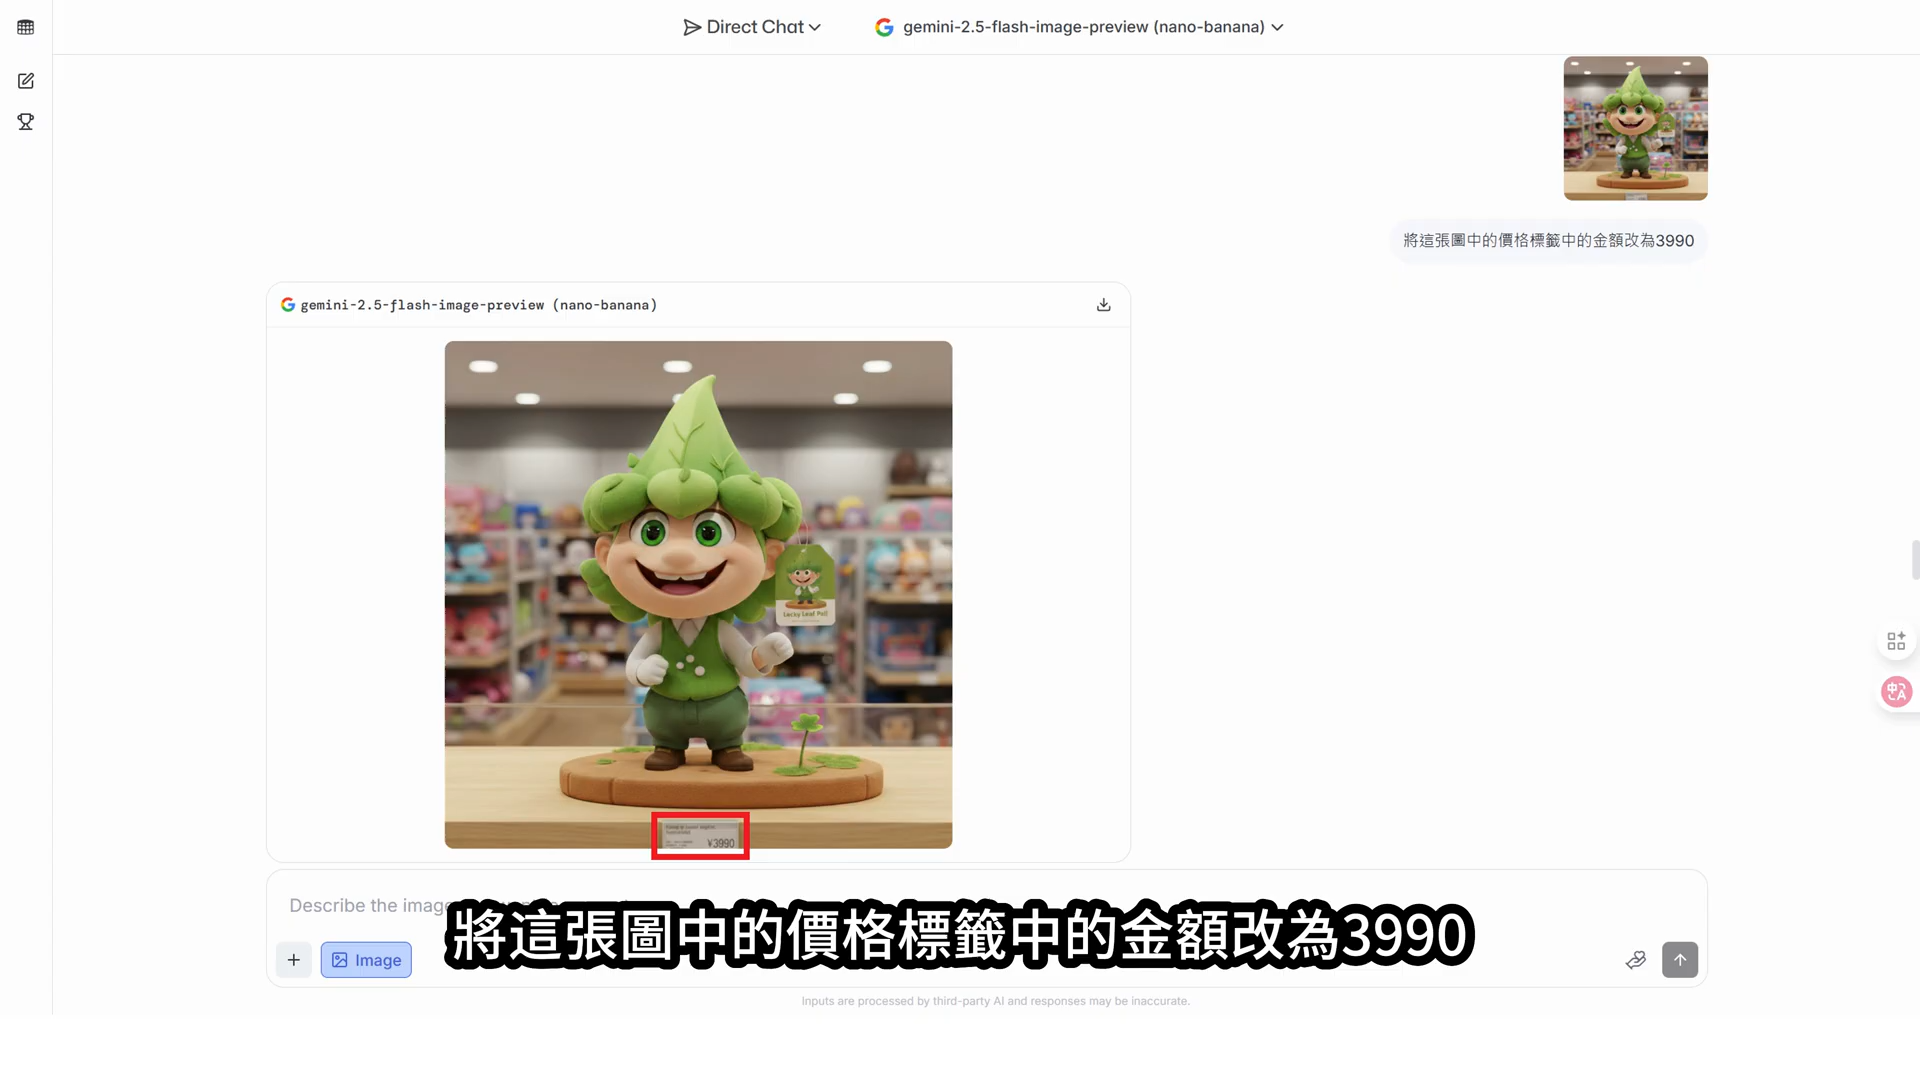 Direct Chat
gemini-2.5-flash-image-preview (nano-banana)
將這張圖中的價格標籤中的金額改為3990
gemini-2.5-flash-image-preview (nano-banana)
Lucky Leaf Pall
¥3990
Describe the imag
將這張圖中的價格標籤中的金額改為3990
Image
Inputs are processed by third-party AI and responses may be inaccurate.